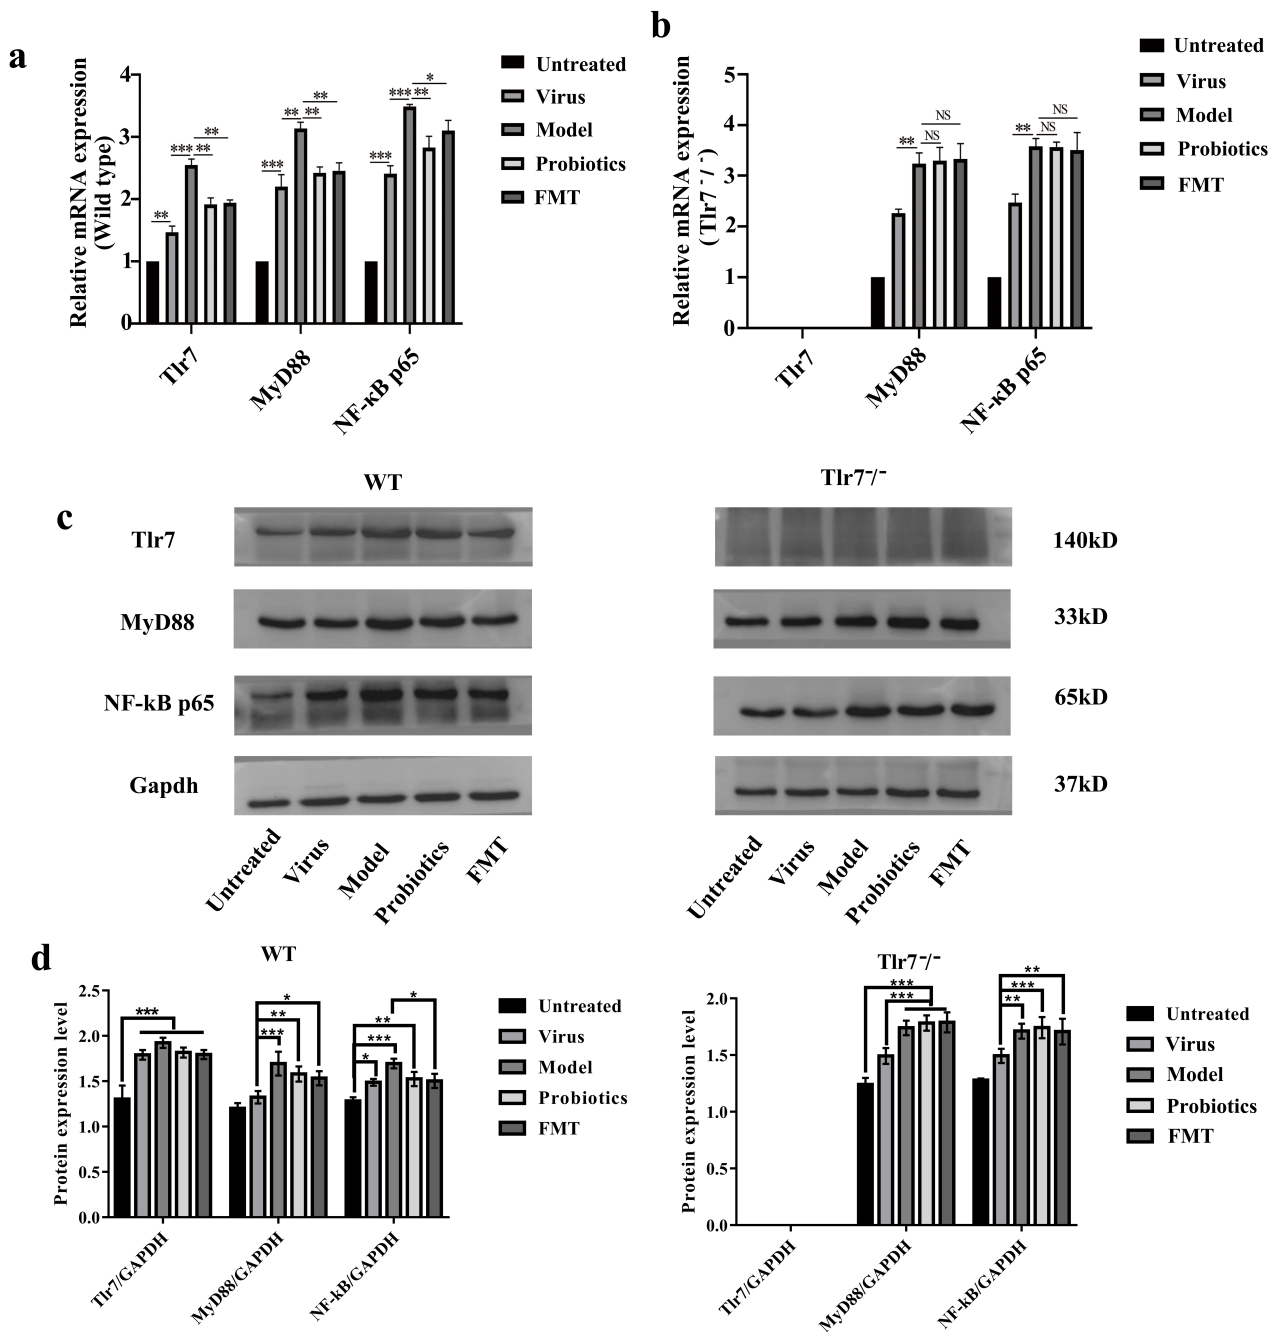 a
Relative mRNA expression
(Wild type)
4
3
2
1
0
**
***
**
**
***
**
**
**
***
***
**
*
Tlr7
MyD88
NF-κB p65
Untreated
Virus
Model
Probiotics
FMT
b
Relative mRNA expression
(Tlr7-/-)
5
4
3
2
1
0
**
NS
NS
**
NS
NS
Tlr7
MyD88
NF-κB p65
Untreated
Virus
Model
Probiotics
FMT
c
WT
Tlr7-/-
Tlr7
140kD
MyD88
33kD
NF-kB p65
65kD
Gapdh
37kD
Untreated
Virus
Model
Probiotics
FMT
Untreated
Virus
Model
Probiotics
FMT
d
WT
Protein expression level
2.5
2.0
1.5
1.0
0.5
0.0
***
*
**
***
*
**
***
*
Tlr7/GAPDH
MyD88/GAPDH
NF-kB/GAPDH
Untreated
Virus
Model
Probiotics
FMT
Tlr7-/-
Protein expression level
2.0
1.5
1.0
0.5
0.0
***
***
**
***
**
Tlr7/GAPDH
MyD88/GAPDH
NF-kB/GAPDH
Untreated
Virus
Model
Probiotics
FMT